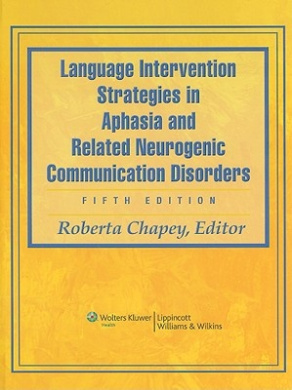 Language Intervention
Strategies in
Aphasia and
Related Neurogenic
Communication Disorders
FIFTH EDITION
Roberta Chapey, Editor
Wolters Kluwer | Lippincott
Health Williams & Wilkins